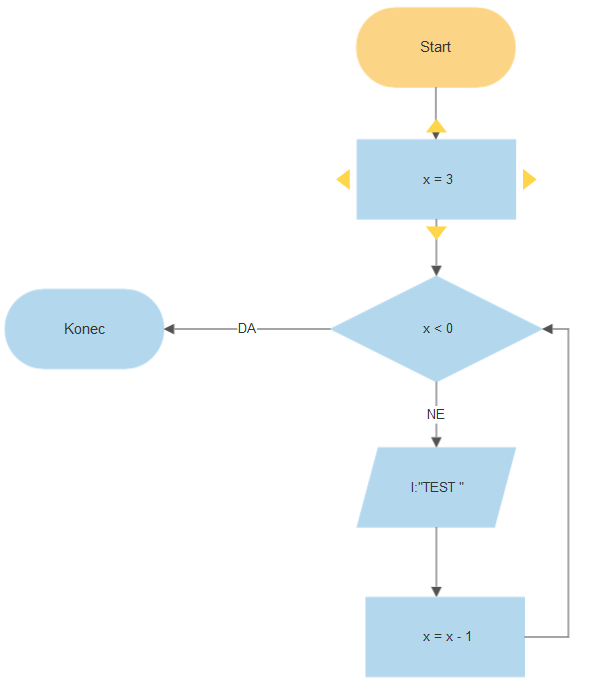 Start
x = 3
x < 0
DA
Konec
NE
I:"TEST "
x = x - 1